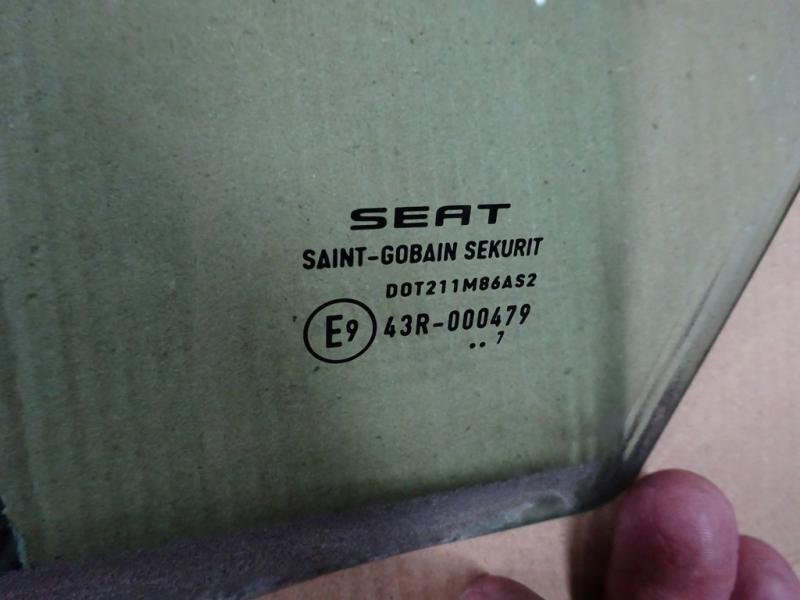 SEAT
SAINT-GOBAIN SEKURIT
DOT211M86AS2
E9 43R-000479
.. 7